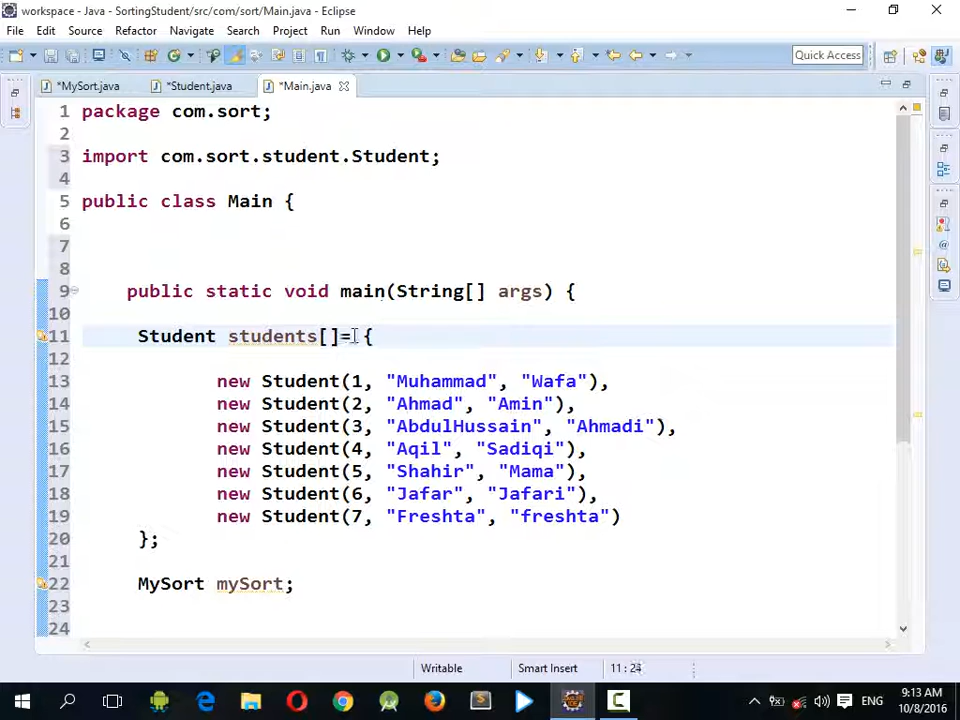 workspace - Java - SortingStudent/src/com/sort/Main.java - Eclipse
File Edit Source Refactor Navigate Search Project Run Window Help
Quick Access
*MySort.java *Student.java *Main.java
1 package com.sort;
2
3 import com.sort.student.Student;
4
5 public class Main {
6
7
8
9 public static void main(String[] args) {
10
11 Student students[]= {
12
13 new Student(1, "Muhammad", "Wafa"),
14 new Student(2, "Ahmad", "Amin"),
15 new Student(3, "AbdulHussain", "Ahmadi"),
16 new Student(4, "Aqil", "Sadiqi"),
17 new Student(5, "Shahir", "Mama"),
18 new Student(6, "Jafar", "Jafari"),
19 new Student(7, "Freshta", "freshta")
20 };
21
22 MySort mySort;
23
24
Writable Smart Insert 11 : 24
ENG 9:13 AM
10/8/2016